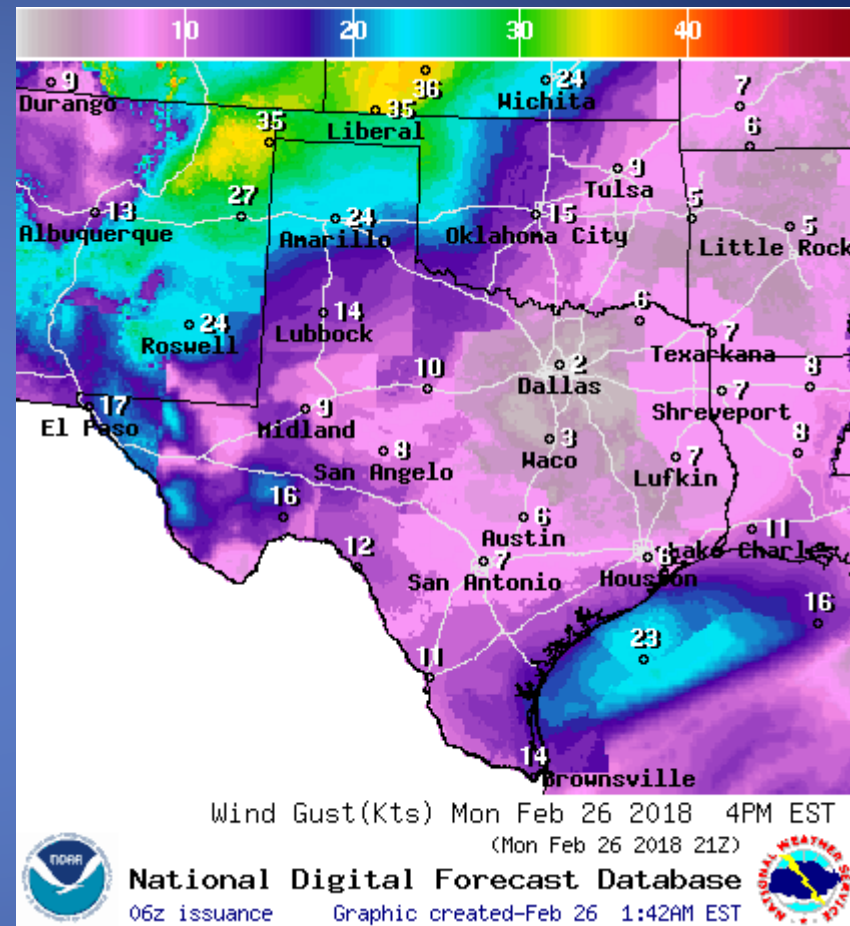 10 20 30 40
9
Durango
36
24
Wichita
7
35
Liberal
35
6
9
Tulsa
13
Albuquerque
27
24
Amarillo
15
Oklahoma City
5
5
Little Rock
24
Roswell
14
Lubbock
6
7
Texarkana
2
Dallas
10
8
7
Shreveport
17
El Paso
9
Midland
8
San Angelo
3
Waco
7
Lufkin
8
16
6
Austin
11
Lake Charles
12
7
San Antonio
8
Houston
16
23
11
14
Brownsville
Wind Gust(Kts) Mon Feb 26 2018 4PM EST
(Mon Feb 26 2018 21Z)
NOAA
National Digital Forecast Database
06z issuance Graphic created-Feb 26 1:42AM EST
NATIONAL WEATHER SERVICE